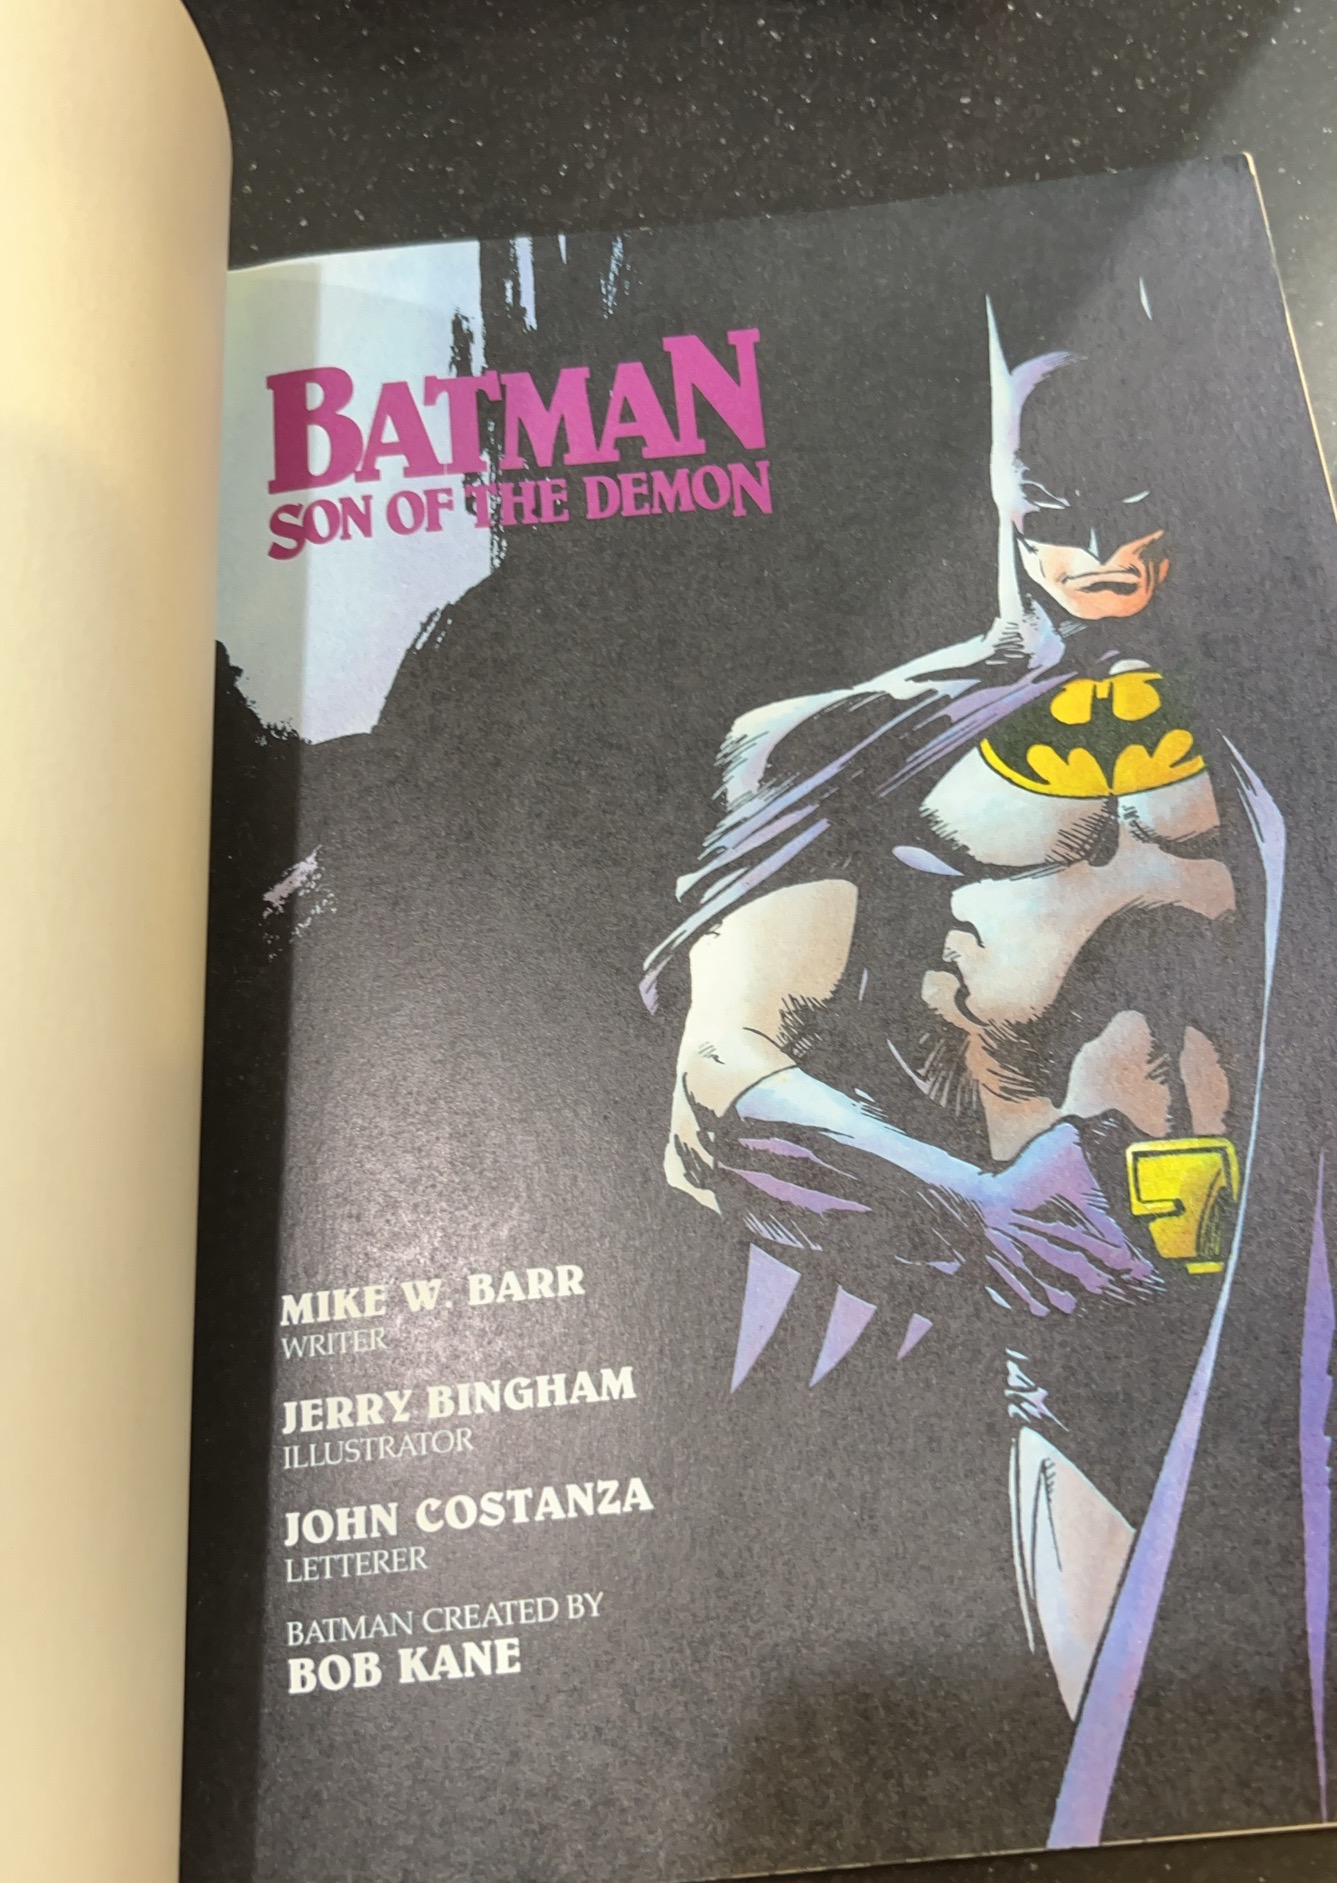 BATMAN
SON OF THE DEMON
MIKE W. BARR
WRITER
JERRY BINGHAM
ILLUSTRATOR
JOHN COSTANZA
LETTERER
BATMAN CREATED BY
BOB KANE